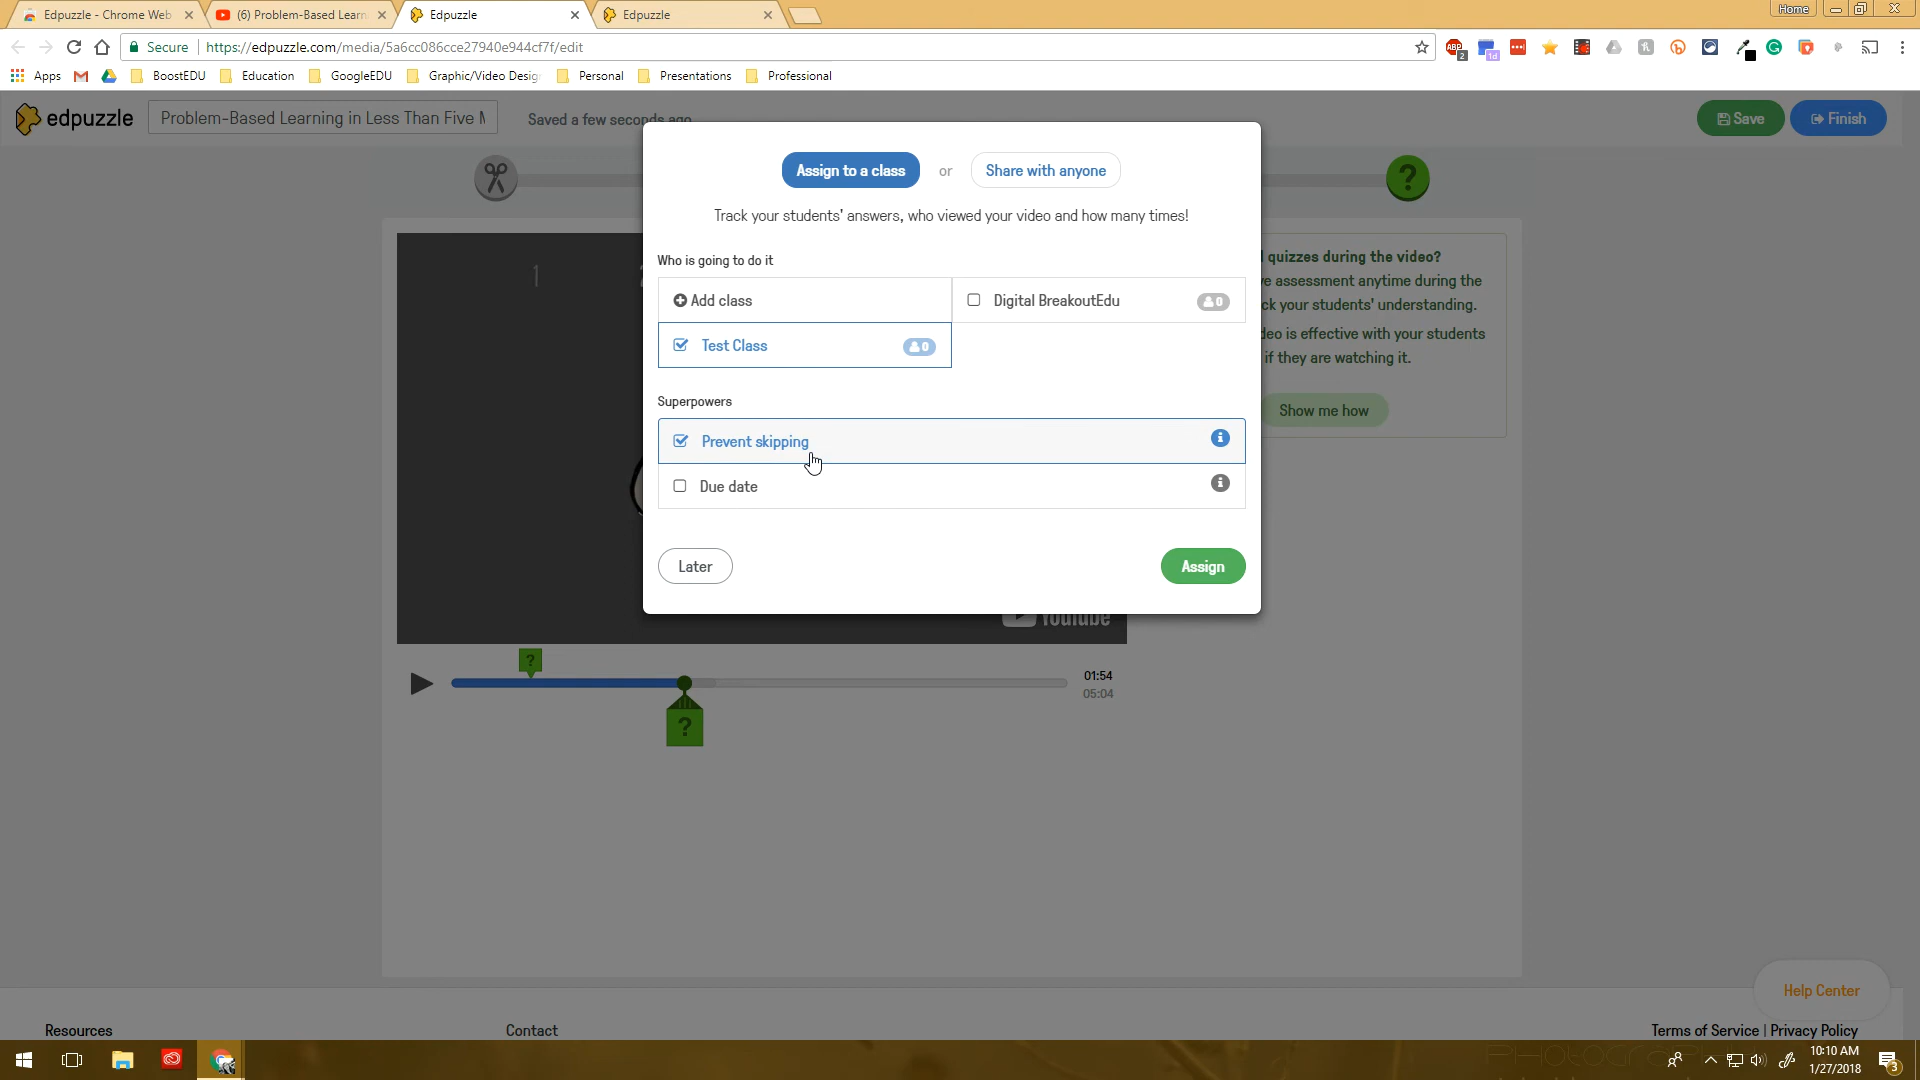 Edpuzzle - Chrome Web
(6) Problem-Based Learn
Edpuzzle
Edpuzzle
Home
Secure
https://edpuzzle.com/media/5a6cc086cce27940e944cf7f/edit
ABP
2
1d
Apps
BoostEDU
Education
GoogleEDU
Graphic/Video Desig
Personal
Presentations
Professional
edpuzzle
Problem-Based Learning in Less Than Five M
Saved a few seconds ago
Save
Finish
?
Assign to a class
or
Share with anyone
Track your students' answers, who viewed your video and how many times!
Who is going to do it
Add class
Digital BreakoutEdu
0
Test Class
0
Superpowers
Prevent skipping
Due date
Later
Assign
1
quizzes during the video?
assessment anytime during the
ck your students' understanding.
deo is effective with your students
if they are watching it.
Show me how
YouTube
?
01:54
05:04
?
Help Center
Resources
Contact
Terms of Service | Privacy Policy
10:10 AM
1/27/2018
3